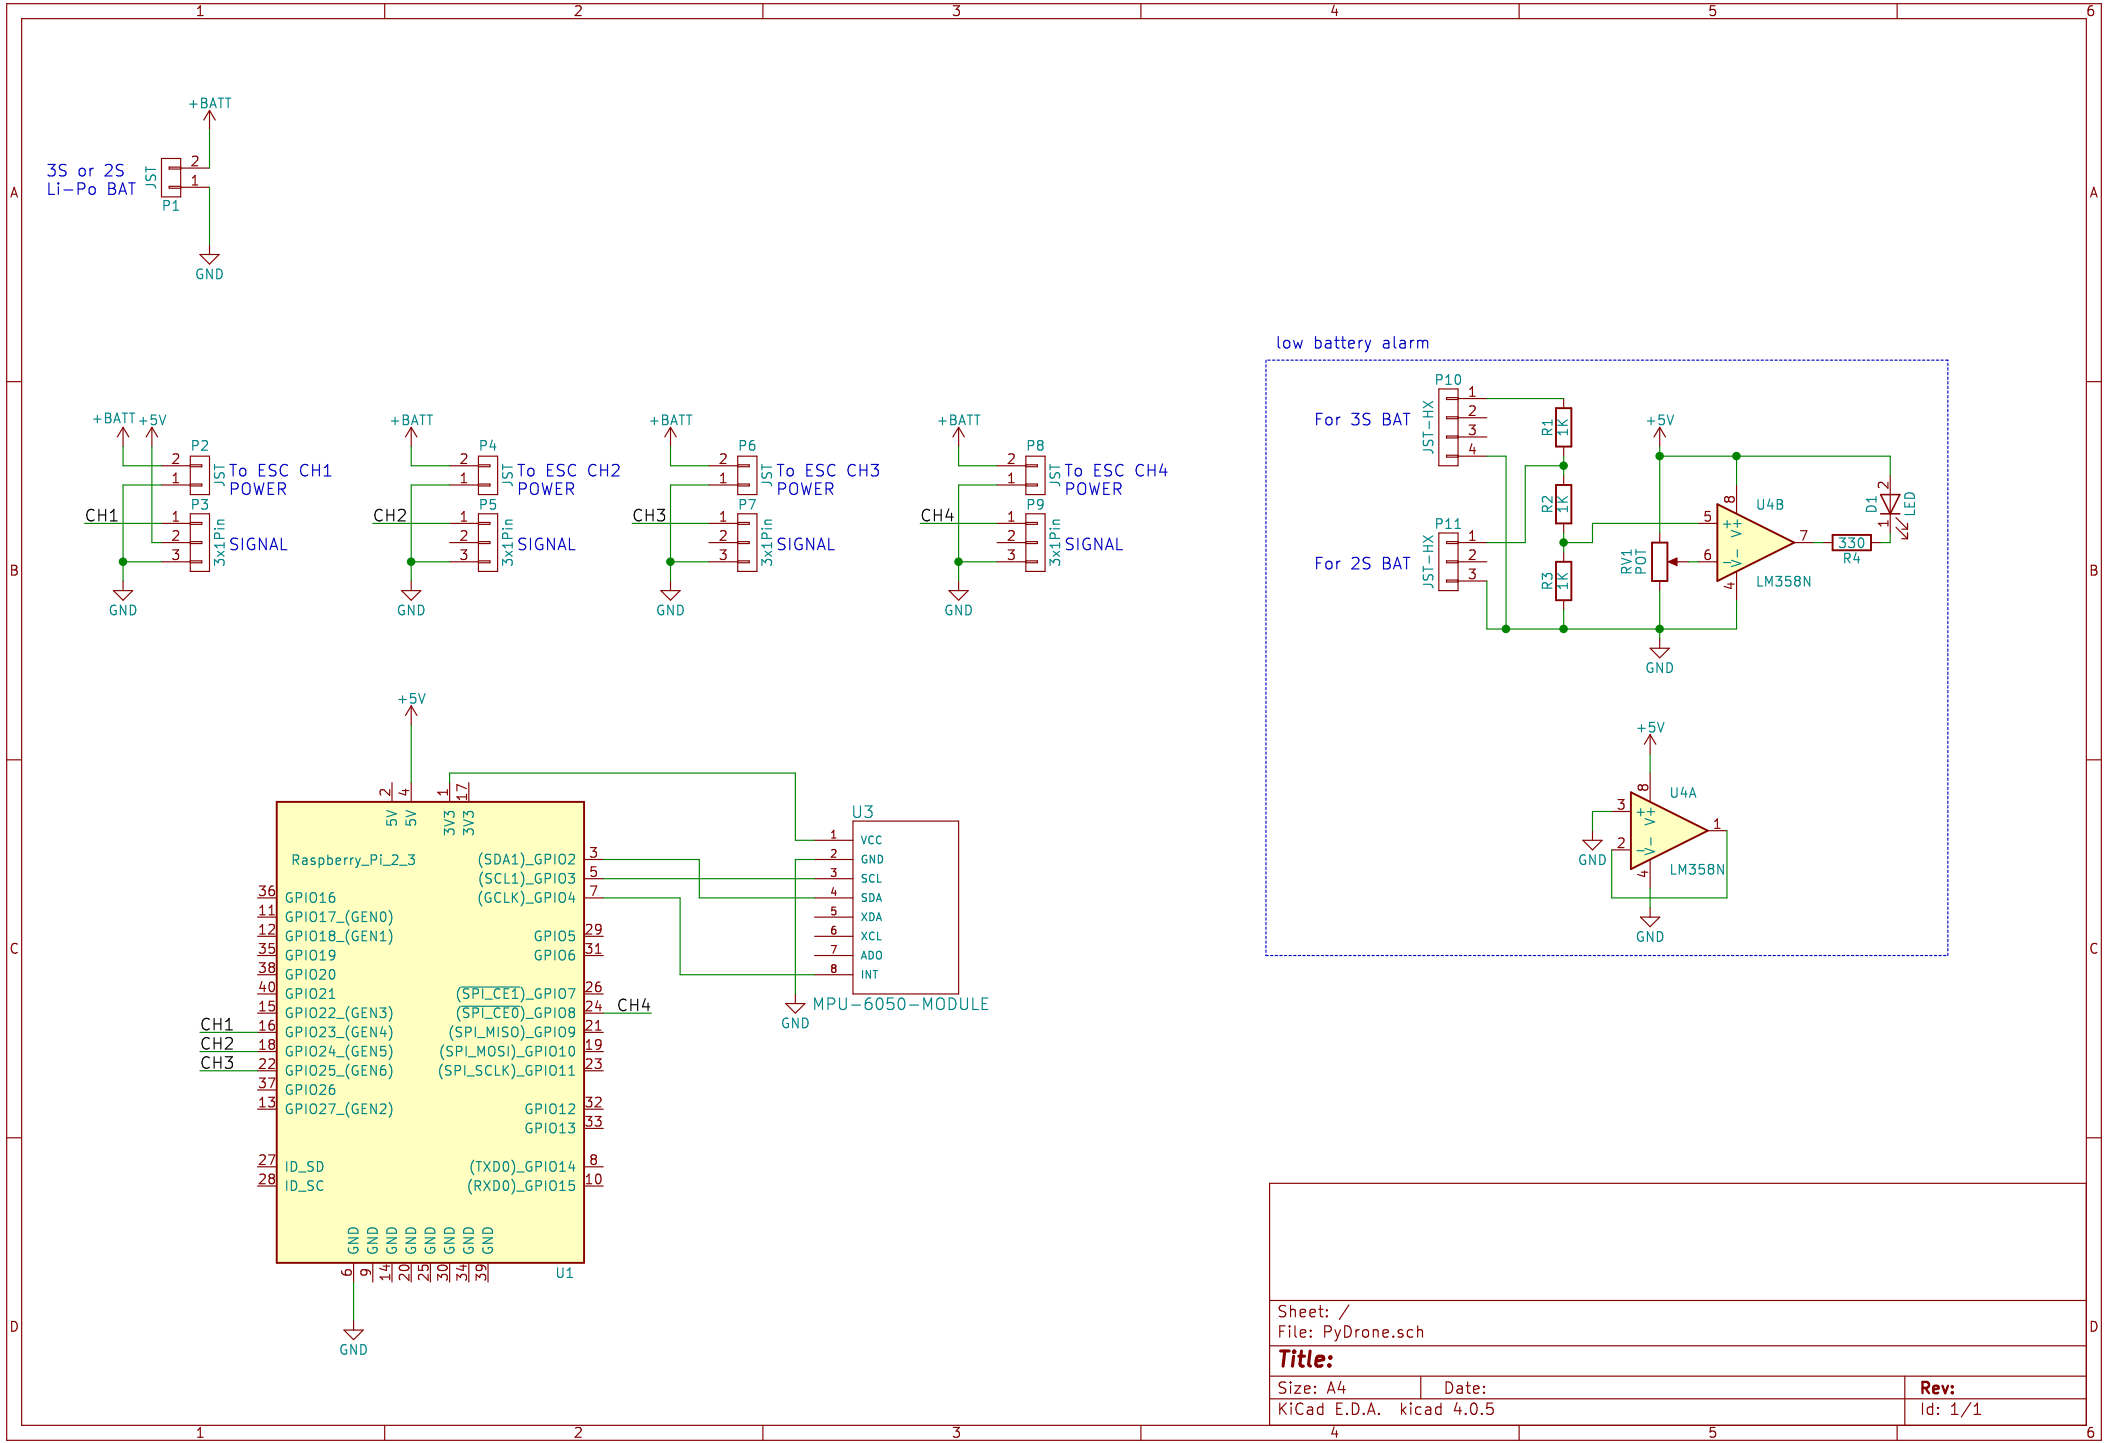 1 2 3 4 5 6
A
B
C
D
A
B
C
D
+BATT
3S or 2S
Li-Po BAT
JST
2
1
P1
GND
+BATT
+5V
P2
2
1
JST
To ESC CH1
POWER
P3
CH1
1
2
3
3x1Pin
SIGNAL
GND
+BATT
P4
2
1
JST
To ESC CH2
POWER
P5
CH2
1
2
3
3x1Pin
SIGNAL
GND
+BATT
P6
2
1
JST
To ESC CH3
POWER
P7
CH3
1
2
3
3x1Pin
SIGNAL
GND
+BATT
P8
2
1
JST
To ESC CH4
POWER
P9
CH4
1
2
3
3x1Pin
SIGNAL
GND
low battery alarm
For 3S BAT
P10
JST-HX
1
2
3
4
For 2S BAT
P11
JST-HX
1
2
3
R1
1K
R2
1K
R3
1K
+5V
RV1
POT
GND
5
6
8
4
7
+
-
V+
V-
U4B
LM358N
330
R4
D1
LED
2
1
+5V
8
U4A
3
2
1
4
+
-
V+
V-
LM358N
GND
GND
+5V
2
4
1
17
5V
5V
3V3
3V3
Raspberry_Pi_2_3
36 GPIO16
11 GPIO17_(GEN0)
12 GPIO18_(GEN1)
35 GPIO19
38 GPIO20
40 GPIO21
15 GPIO22_(GEN3)
CH1 16 GPIO23_(GEN4)
CH2 18 GPIO24_(GEN5)
CH3 22 GPIO25_(GEN6)
37 GPIO26
13 GPIO27_(GEN2)
27 ID_SD
28 ID_SC
(SDA1)_GPIO2 3
(SCL1)_GPIO3 5
(GCLK)_GPIO4 7
GPIO5 29
GPIO6 31
(SPI_CE1)_GPIO7 26
(SPI_CE0)_GPIO8 24 CH4
(SPI_MISO)_GPIO9 21
(SPI_MOSI)_GPIO10 19
(SPI_SCLK)_GPIO11 23
GPIO12 32
GPIO13 33
(TXD0)_GPIO14 8
(RXD0)_GPIO15 10
GND GND GND GND GND GND GND GND
6 9 14 20 25 30 34 39
U1
GND
U3
1 VCC
2 GND
3 SCL
4 SDA
5 XDA
6 XCL
7 ADO
8 INT
MPU-6050-MODULE
GND
Sheet: /
File: PyDrone.sch
Title:
Size: A4 Date: Rev:
KiCad E.D.A. kicad 4.0.5 Id: 1/1
1 2 3 4 5 6